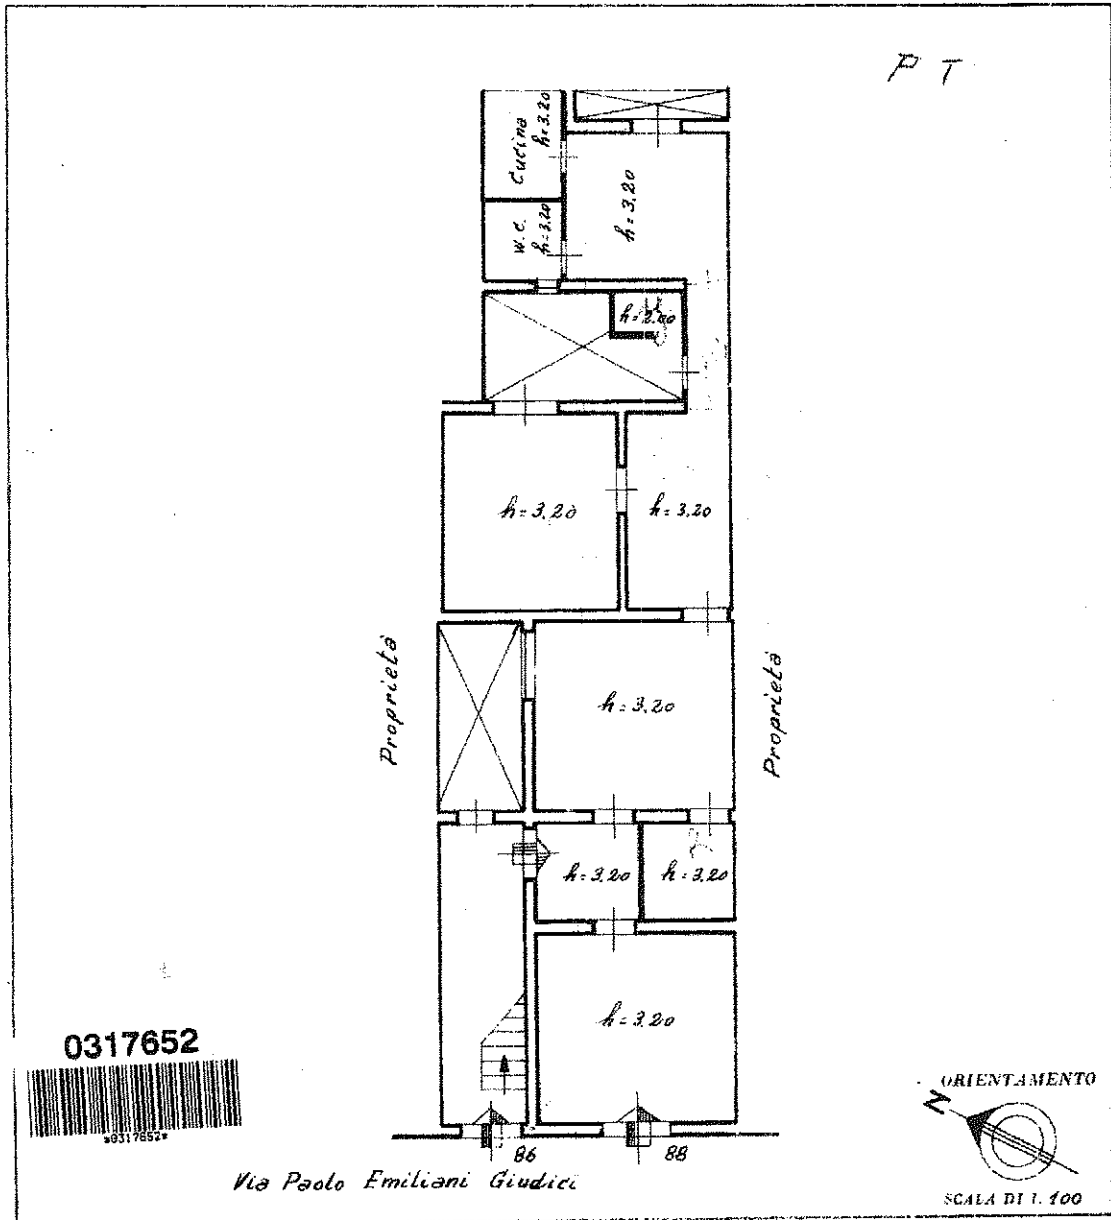 P T
Cucina
h=3.20
h=3.20
W.C.
h=3.20
h=2.00
h=3.20
h=3.20
Proprietà
h=3.20
Proprietà
h=3.20
h=3.20
h=3.20
0317652
*0317652*
86
88
Via Paolo Emiliani Giudici
ORIENTAMENTO
N
SCALA DI 1. 100